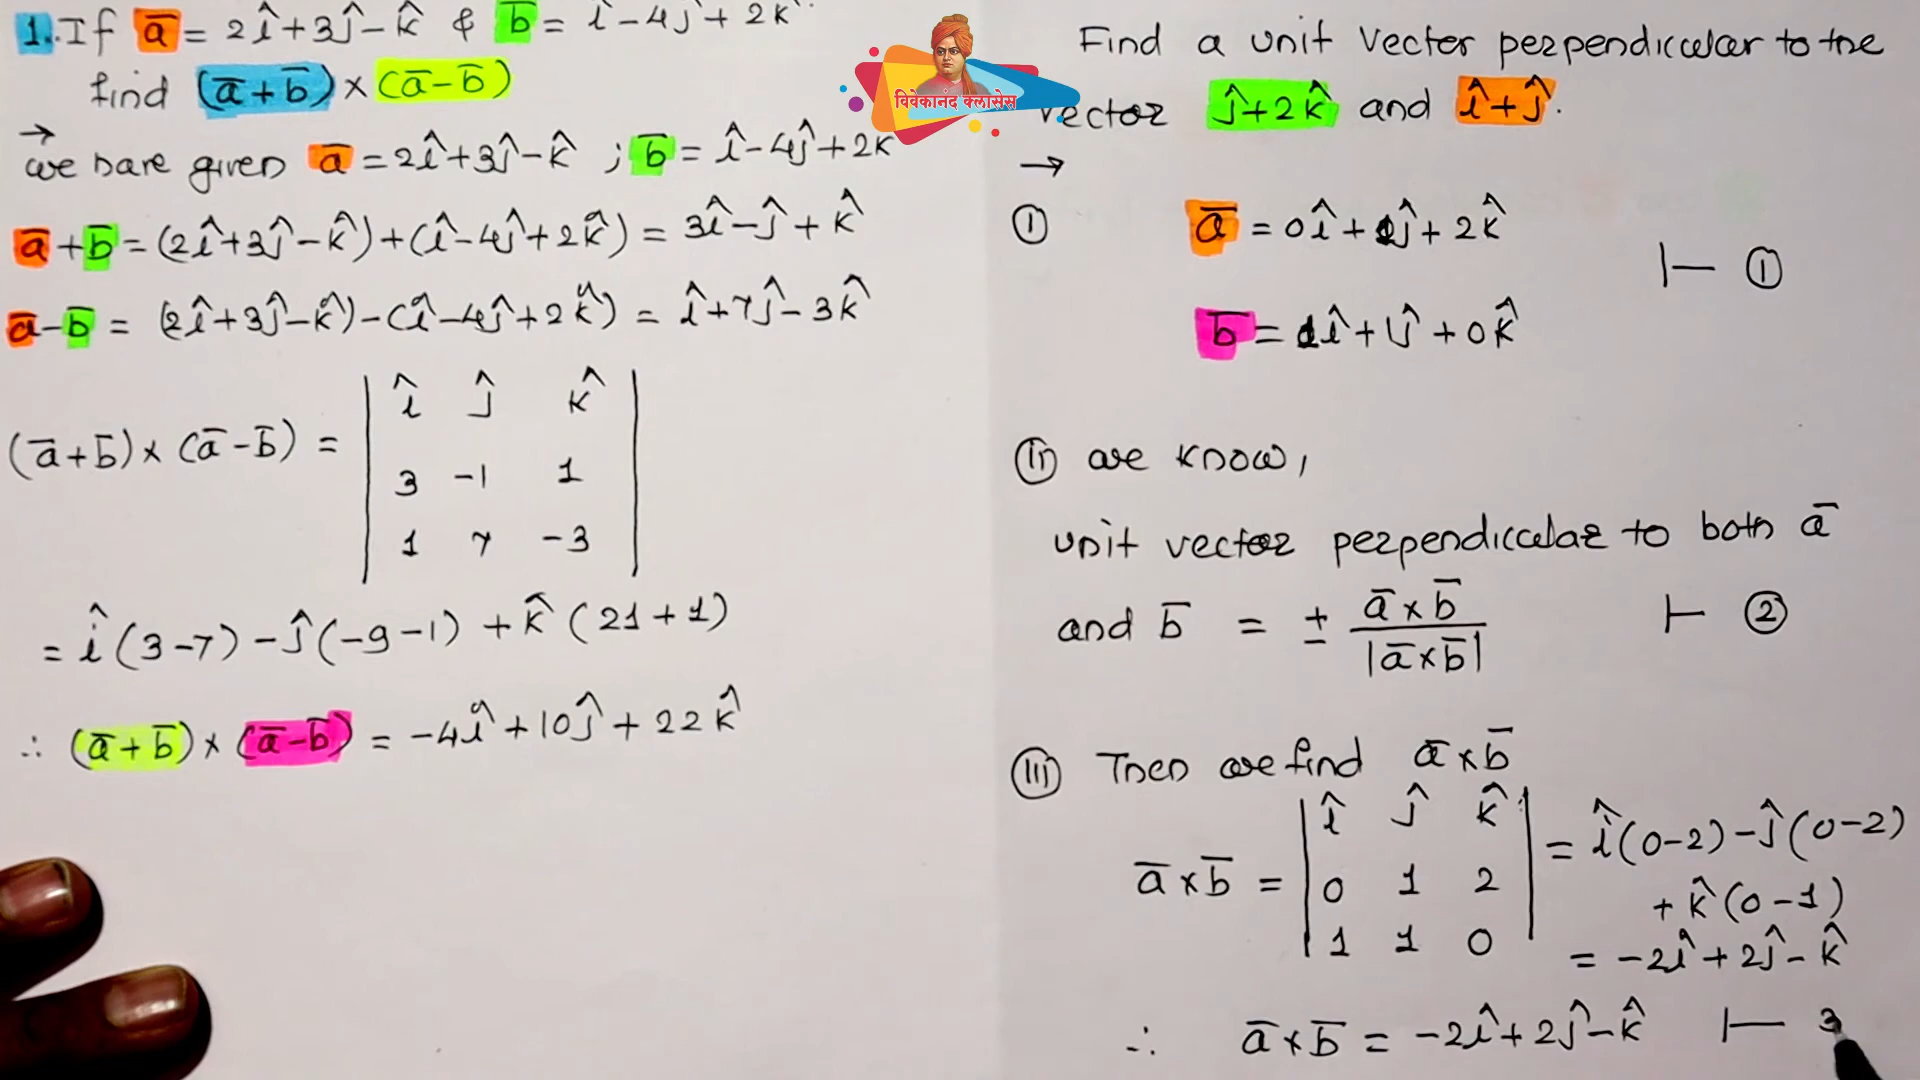 1. If a̅ = 2î+3ĵ-k̂ & b̅ = î-4ĵ+2k̂
find (a̅+b̅)×(a̅-b̅)
→
we have given a̅ = 2î+3ĵ-k̂ ; b̅ = î-4ĵ+2k
a̅+b̅ = (2î+3ĵ-k̂)+(î-4ĵ+2k̂) = 3î-ĵ+k̂
a̅-b̅ = (2î+3ĵ-k̂)-(î-4ĵ+2k̂) = î+7ĵ-3k̂
(a̅+b̅)×(a̅-b̅) = | î ĵ k̂ |
| 3 -1 1 |
| 1 7 -3 |
= î(3-7)-ĵ(-9-1)+k̂(21+1)
∴ (a̅+b̅)×(a̅-b̅) = -4î+10ĵ+22k̂
विवेकानंद क्लासेस
Find a unit vector perpendicular to the
vector ĵ+2k̂ and î+ĵ.
→
① a̅ = 0î+1ĵ+2k̂
⊢ ①
b̅ = 1î+1ĵ+0k̂
(II) we know,
unit vector perpendicular to both a̅
and b̅ = ± a̅×b̅ / |a̅×b̅| ⊢ ②
(III) Then we find a̅×b̅
a̅×b̅ = | î ĵ k̂ |
| 0 1 2 |
| 1 1 0 |
= î(0-2)-ĵ(0-2)
+k̂(0-1)
= -2î+2ĵ-k̂
∴ a̅×b̅ = -2î+2ĵ-k̂ ⊢ 3